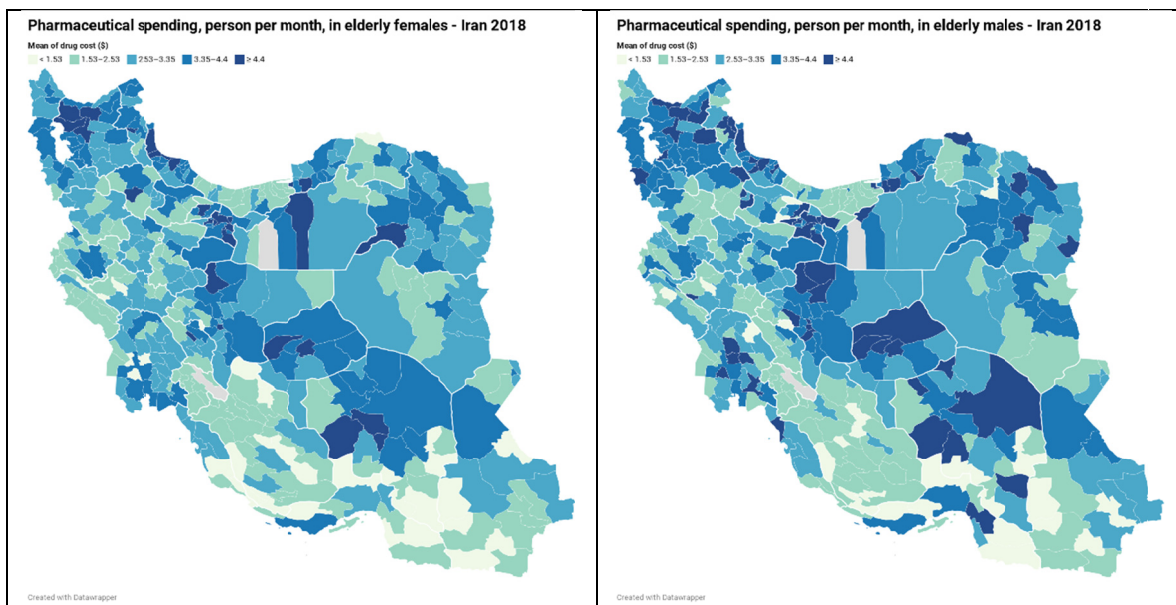 Pharmaceutical spending, person per month, in elderly females - Iran 2018
Mean of drug cost ($)
< 1.53 1.53–2.53 253–3.35 3.35–4.4 ≥ 4.4
Created with Datawrapper
Pharmaceutical spending, person per month, in elderly males - Iran 2018
Mean of drug cost ($)
< 1.53 1.53–2.53 2.53–3.35 3.35–4.4 ≥ 4.4
Created with Datawrapper